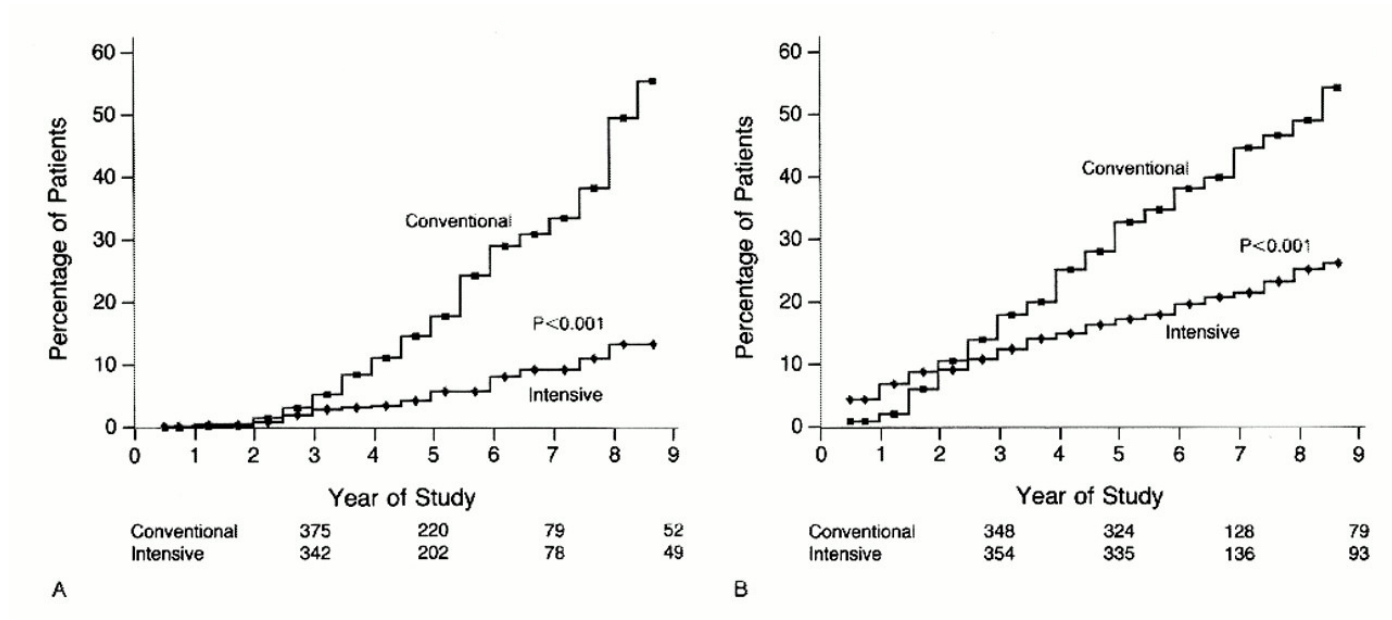 60
50
40
30
20
10
0
Percentage of Patients
Conventional
P<0.001
Intensive
0 1 2 3 4 5 6 7 8 9
Year of Study
Conventional 375 220 79 52
Intensive 342 202 78 49
A
60
50
40
30
20
10
0
Percentage of Patients
Conventional
P<0.001
Intensive
0 1 2 3 4 5 6 7 8 9
Year of Study
Conventional 348 324 128 79
Intensive 354 335 136 93
B